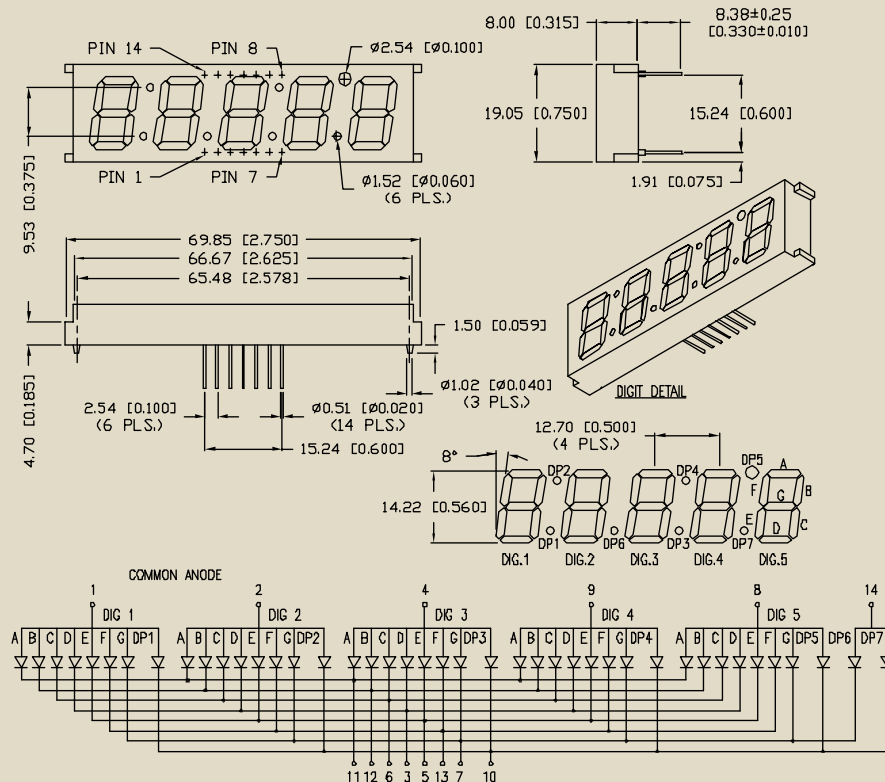 8.00 [0.315]
8.38±0.25
[0.330±0.010]
PIN 14
PIN 8
Ø2.54 [Ø0.100]
19.05 [0.750]
15.24 [0.600]
PIN 1
PIN 7
Ø1.52 [Ø0.060]
(6 PLS.)
1.91 [0.075]
9.53 [0.375]
69.85 [2.750]
66.67 [2.625]
65.48 [2.578]
1.50 [0.059]
4.70 [0.185]
2.54 [0.100]
(6 PLS.)
Ø0.51 [Ø0.020]
(14 PLS.)
Ø1.02 [Ø0.040]
(3 PLS.)
15.24 [0.600]
DIGIT DETAIL
12.70 [0.500]
(4 PLS.)
8°
14.22 [0.560]
DP2 DP4 DP5 A
F G B
E D C
DP1 DP6 DP3 DP7
DIG.1 DIG.2 DIG.3 DIG.4 DIG.5
COMMON ANODE
1 2 4 9 8 14
DIG 1 DIG 2 DIG 3 DIG 4 DIG 5
A B C D E F G DP1 A B C D E F G DP2 A B C D E F G DP3 A B C D E F G DP4 A B C D E F G DP5 DP6 DP7
11 12 6 3 5 13 7 10